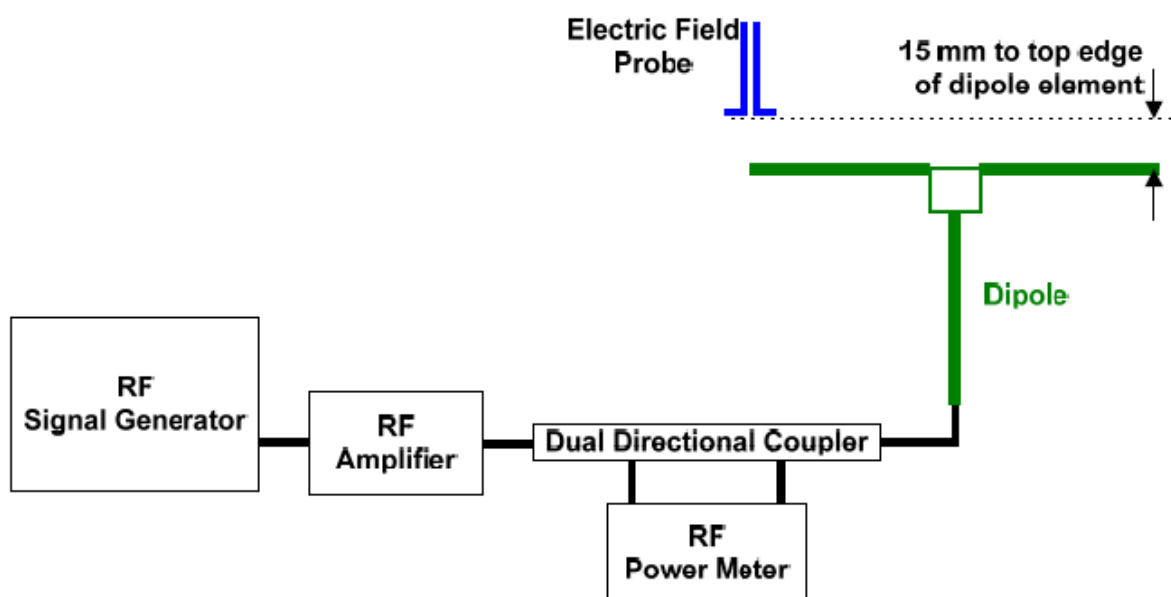 Electric Field
Probe
15 mm to top edge
of dipole element
Dipole
RF
Signal Generator
RF
Amplifier
Dual Directional Coupler
RF
Power Meter